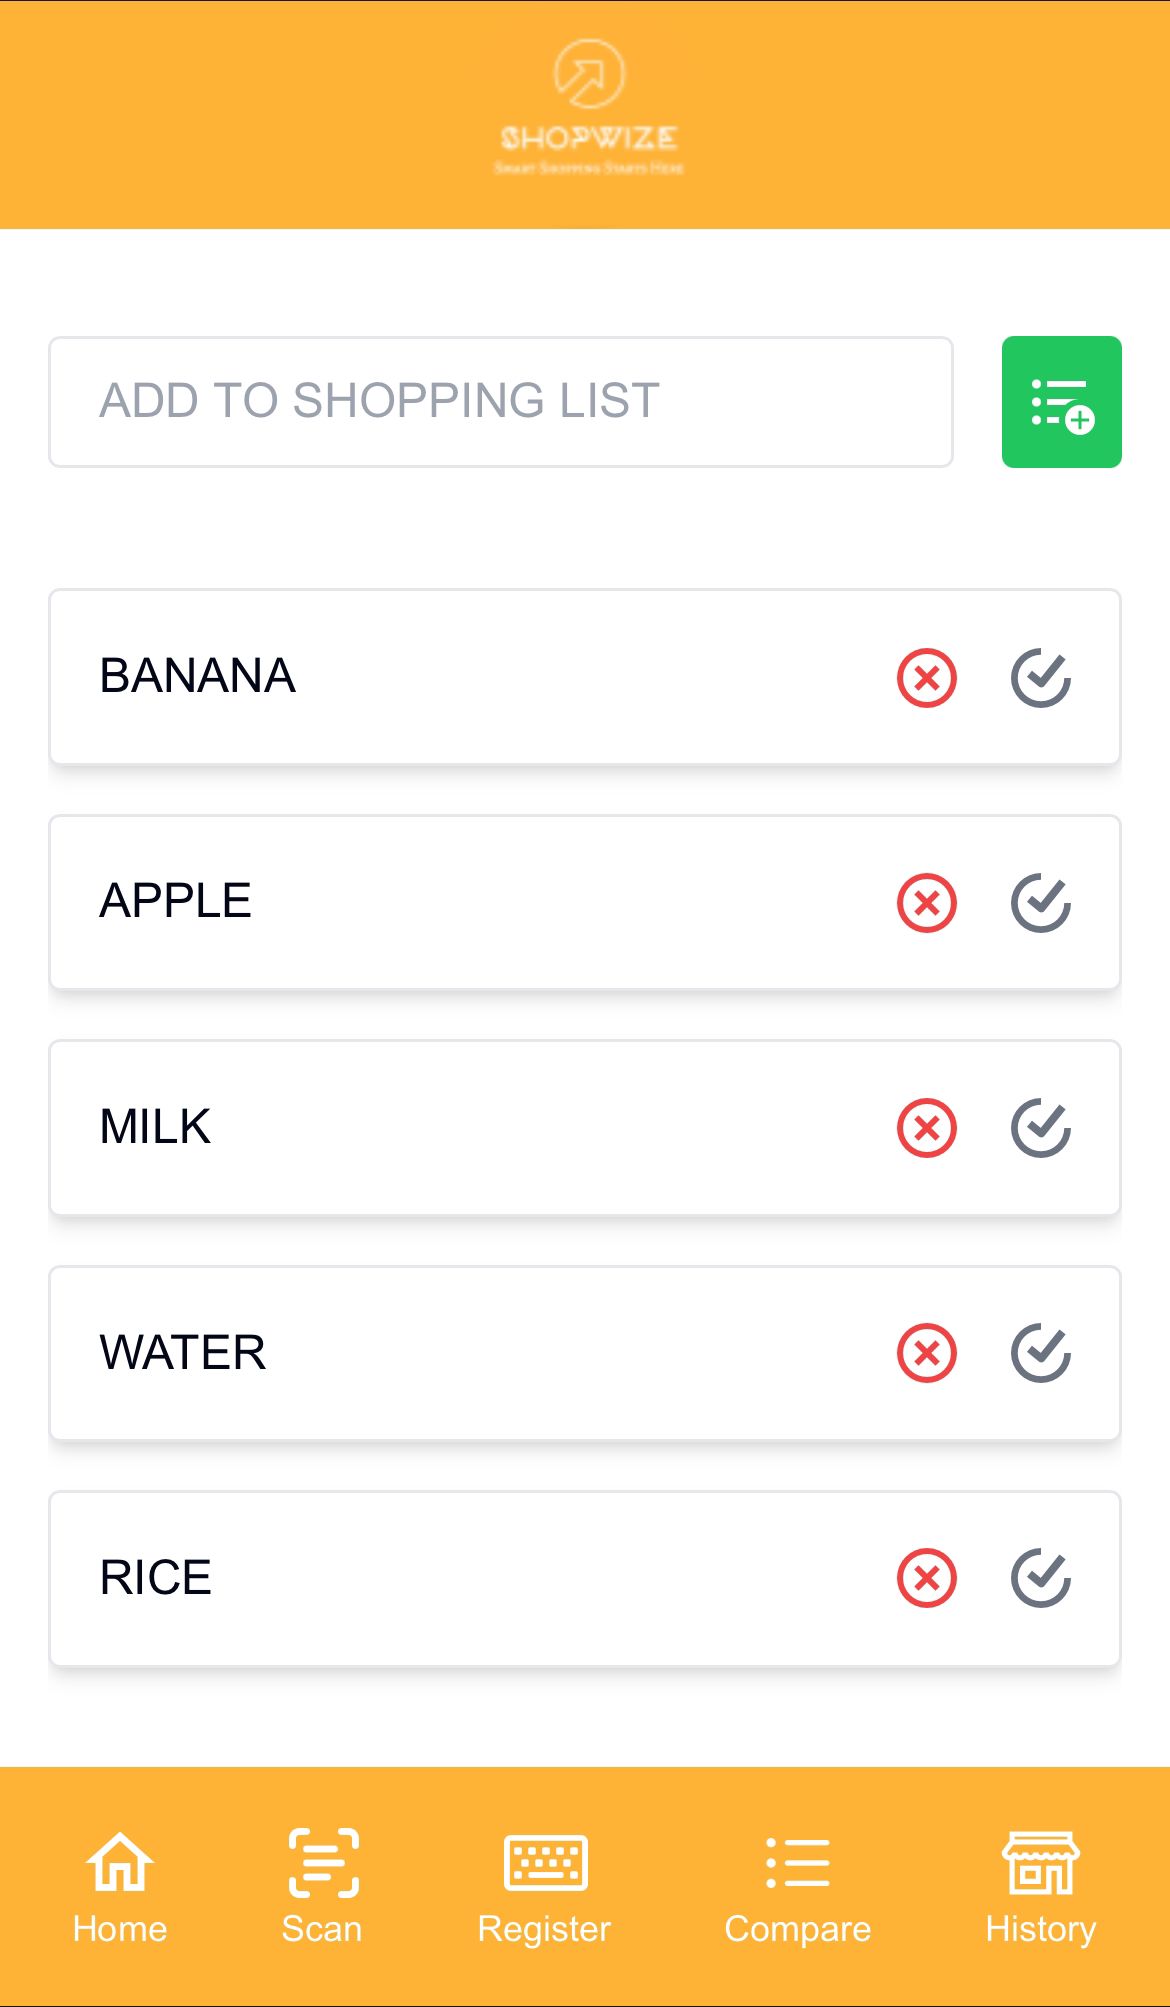 SHOPWIZE
SMART SHOPPING STARTS HERE
ADD TO SHOPPING LIST
BANANA
APPLE
MILK
WATER
RICE
Home
Scan
Register
Compare
History